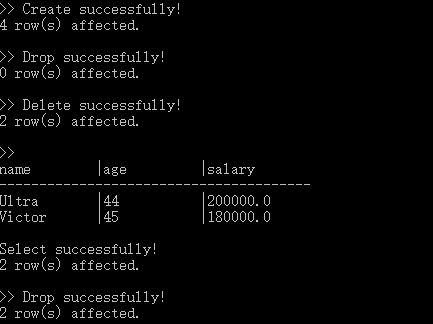 >> Create successfully!
4 row(s) affected.
>> Drop successfully!
0 row(s) affected.
>> Delete successfully!
2 row(s) affected.
>>
name |age |salary
---------------------------------------
Ultra |44 |200000.0
Victor |45 |180000.0
Select successfully!
2 row(s) affected.
>> Drop successfully!
2 row(s) affected.